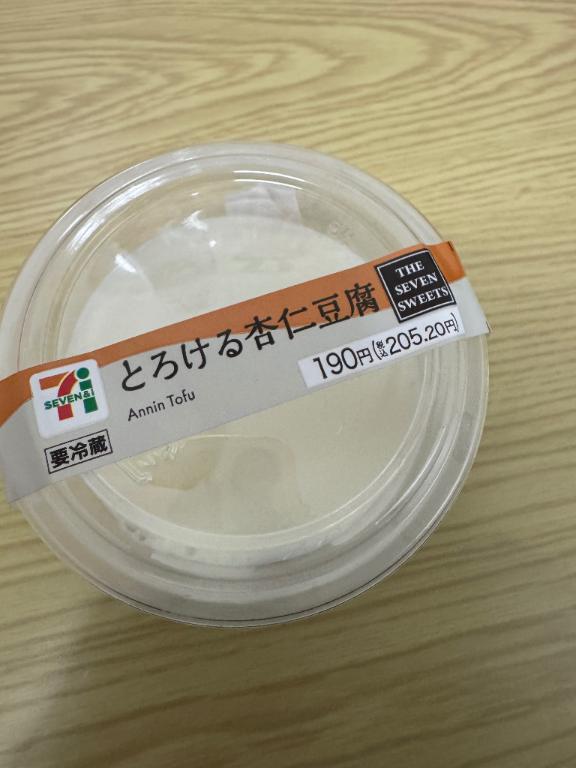 THE
SEVEN
SWEETS
とろける杏仁豆腐
190円(税込205.20円)
SEVEN&i
Annin Tofu
要冷蔵